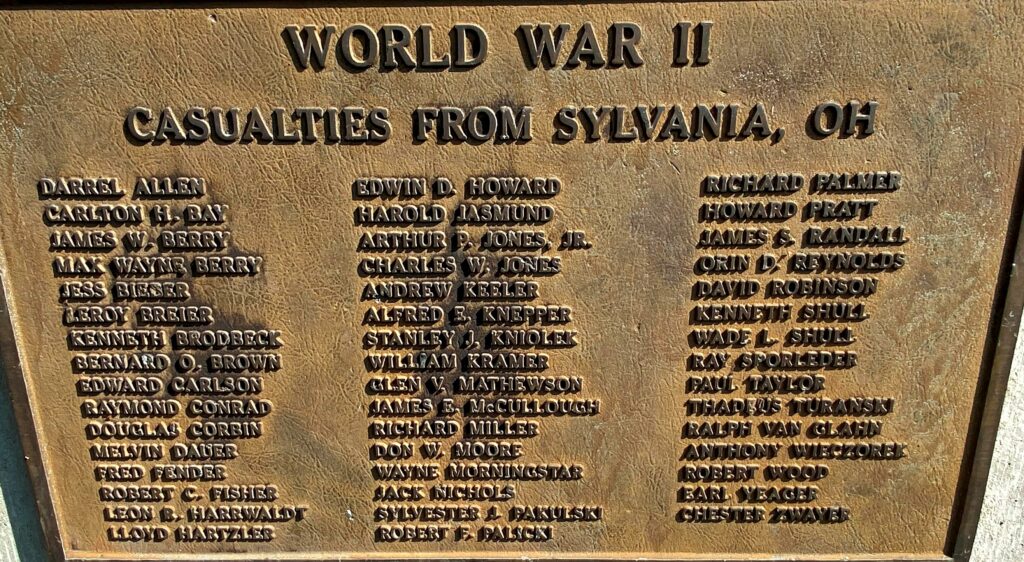 WORLD WAR II
CASUALTIES FROM SYLVANIA, OH
DARREL ALLEN
CARLTON H. BAY
JAMES W. BERRY
MAX WAYNE BERRY
JESS BIEBER
LEROY BREIER
KENNETH BRODBECK
BERNARD O. BROWN
EDWARD CARLSON
RAYMOND CONRAD
DOUGLAS CORBIN
MELVIN DAUER
FRED FENDER
ROBERT C. FISHER
LEON R. HARRWALDT
LLOYD HARTZLER
EDWIN D. HOWARD
HAROLD JASMUND
ARTHUR P. JONES, JR.
CHARLES W. JONES
ANDREW KEELER
ALFRED E. KNEPPER
STANLEY J. KNIOLEK
WILLIAM KRAMER
GLEN V. MATHEWSON
JAMES E. McCULLOUGH
RICHARD MILLER
DON W. MOORE
WAYNE MORNINGSTAR
JACK NICHOLS
SYLVESTER J. PAKULSKI
ROBERT F. PALICKI
RICHARD PALMER
HOWARD PRATT
JAMES S. RANDALL
ORIN D. REYNOLDS
DAVID ROBINSON
KENNETH SHULL
WADE L. SHULL
RAY SPORLEDER
PAUL TAYLOR
THADEUS TURANSKI
RALPH VAN GLAHN
ANTHONY WIECZOREK
ROBERT WOOD
EARL YEAGER
CHESTER ZWAYER